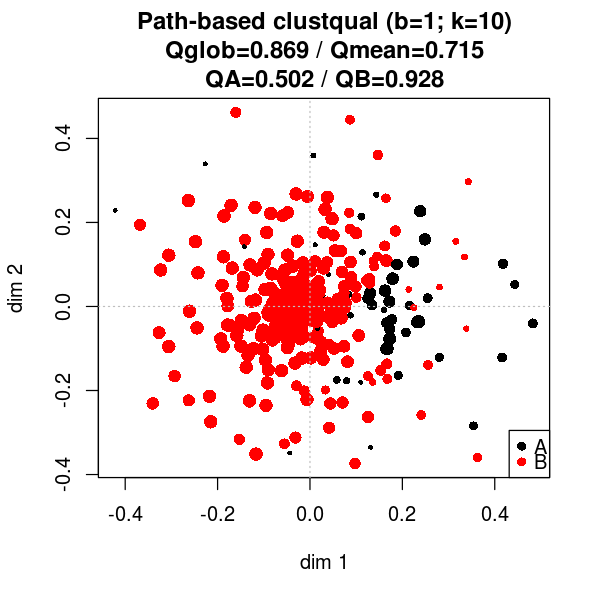 Path-based clustqual (b=1; k=10)
Qglob=0.869 / Qmean=0.715
QA=0.502 / QB=0.928
dim 2
0.4
0.2
0.0
-0.2
-0.4
A
B
-0.4 -0.2 0.0 0.2 0.4
dim 1